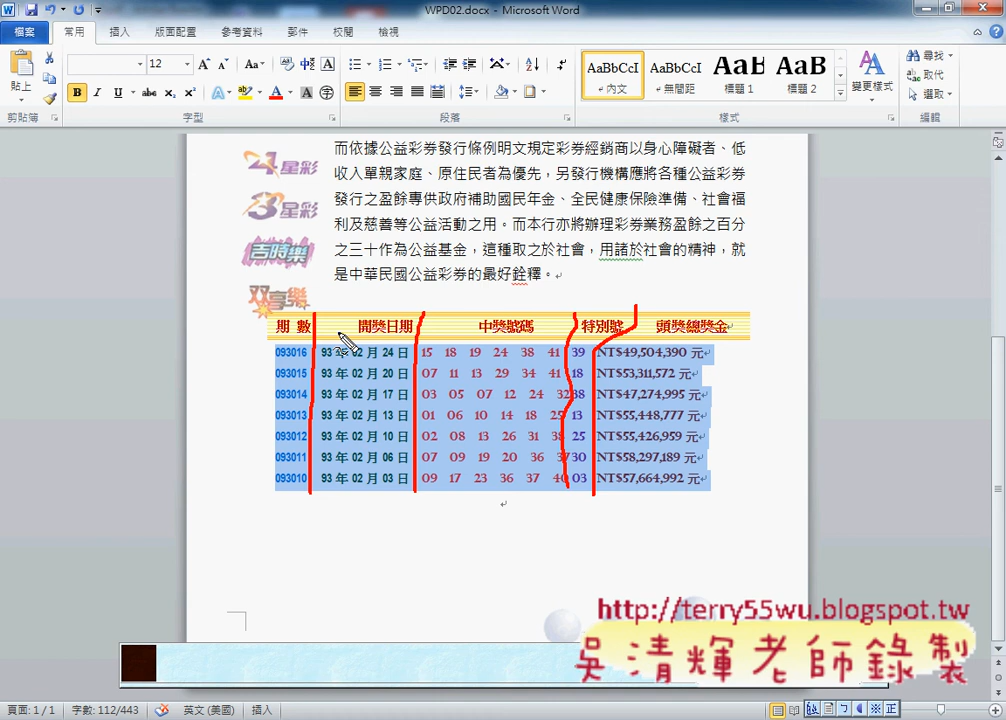 WPD02.docx - Microsoft Word
檔案 常用 插入 版面配置 參考資料 郵件 校閱 檢視
12 Aa
貼上 B I U abc x₂ x² A ab A A 字
AaBbCcI AaBbCcI AaB AaBb
內文 無間距 標題 1 標題 2 變更樣式
尋找
取代
選取
剪貼簿 字型 段落 樣式 編輯
而依據公益彩券發行條例明文規定彩券經銷商以身心障礙者、低
收入單親家庭、原住民者為優先,另發行機構應將各種公益彩券
發行之盈餘專供政府補助國民年金、全民健康保險準備、社會福
利及慈善等公益活動之用。而本行亦將辦理彩券業務盈餘之百分
之三十作為公益基金,這種取之於社會,用諸於社會的精神,就
是中華民國公益彩券的最好銓釋。
4星彩
3星彩
吉時樂
双享樂
期 數 開獎日期 中獎號碼 特別號 頭獎總獎金
093016 93 年 02 月 24 日 15 18 19 24 38 41 39 NT$49,504,390 元
093015 93 年 02 月 20 日 07 11 13 29 34 41 18 NT$53,311,572 元
093014 93 年 02 月 17 日 03 05 07 12 24 32 38 NT$47,274,995 元
093013 93 年 02 月 13 日 01 06 10 14 18 25 13 NT$55,448,777 元
093012 93 年 02 月 10 日 02 08 13 26 31 38 25 NT$55,426,959 元
093011 93 年 02 月 06 日 07 09 19 20 36 37 30 NT$58,297,189 元
093010 93 年 02 月 03 日 09 17 23 36 37 40 03 NT$57,664,992 元
http://terry55wu.blogspot.tw
吳清輝老師錄製
頁面: 1 / 1 字數: 112/443 英文 (美國) 插入